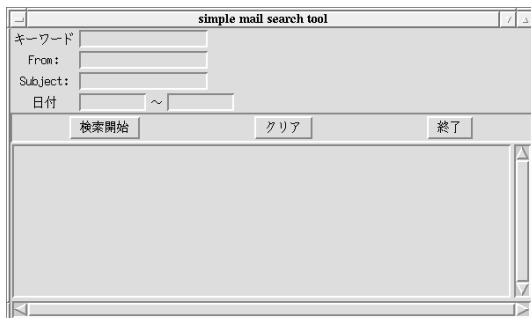 simple mail search tool
キーワード
From:
Subject:
日付 ～
検索開始 クリア 終了